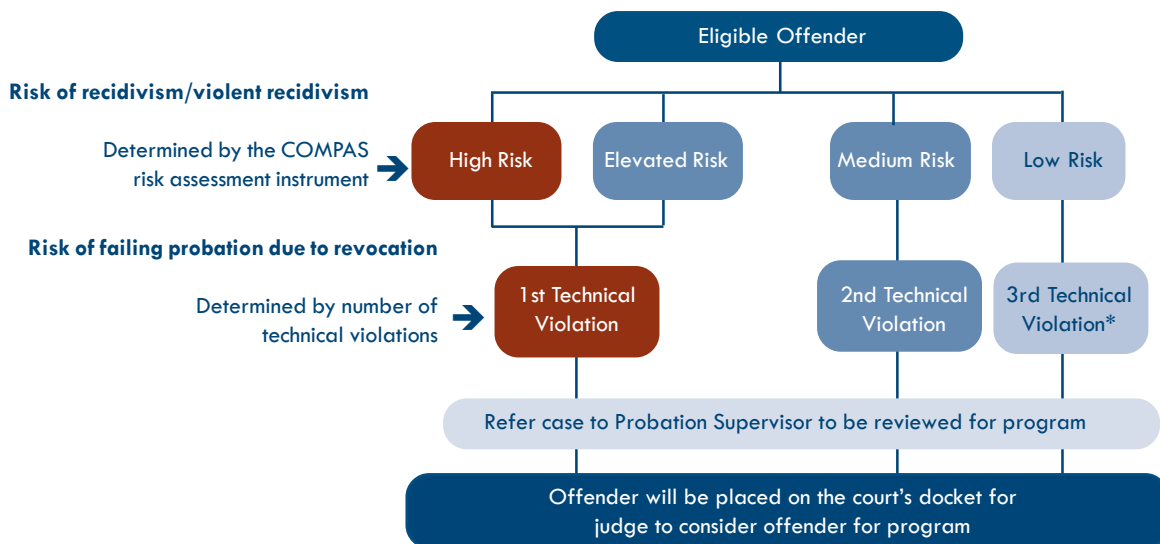 Eligible Offender
Risk of recidivism/violent recidivism
Determined by the COMPAS
risk assessment instrument
High Risk
Elevated Risk
Medium Risk
Low Risk
Risk of failing probation due to revocation
Determined by number of
technical violations
1st Technical
Violation
2nd Technical
Violation
3rd Technical
Violation*
Refer case to Probation Supervisor to be reviewed for program
Offender will be placed on the court's docket for
judge to consider offender for program